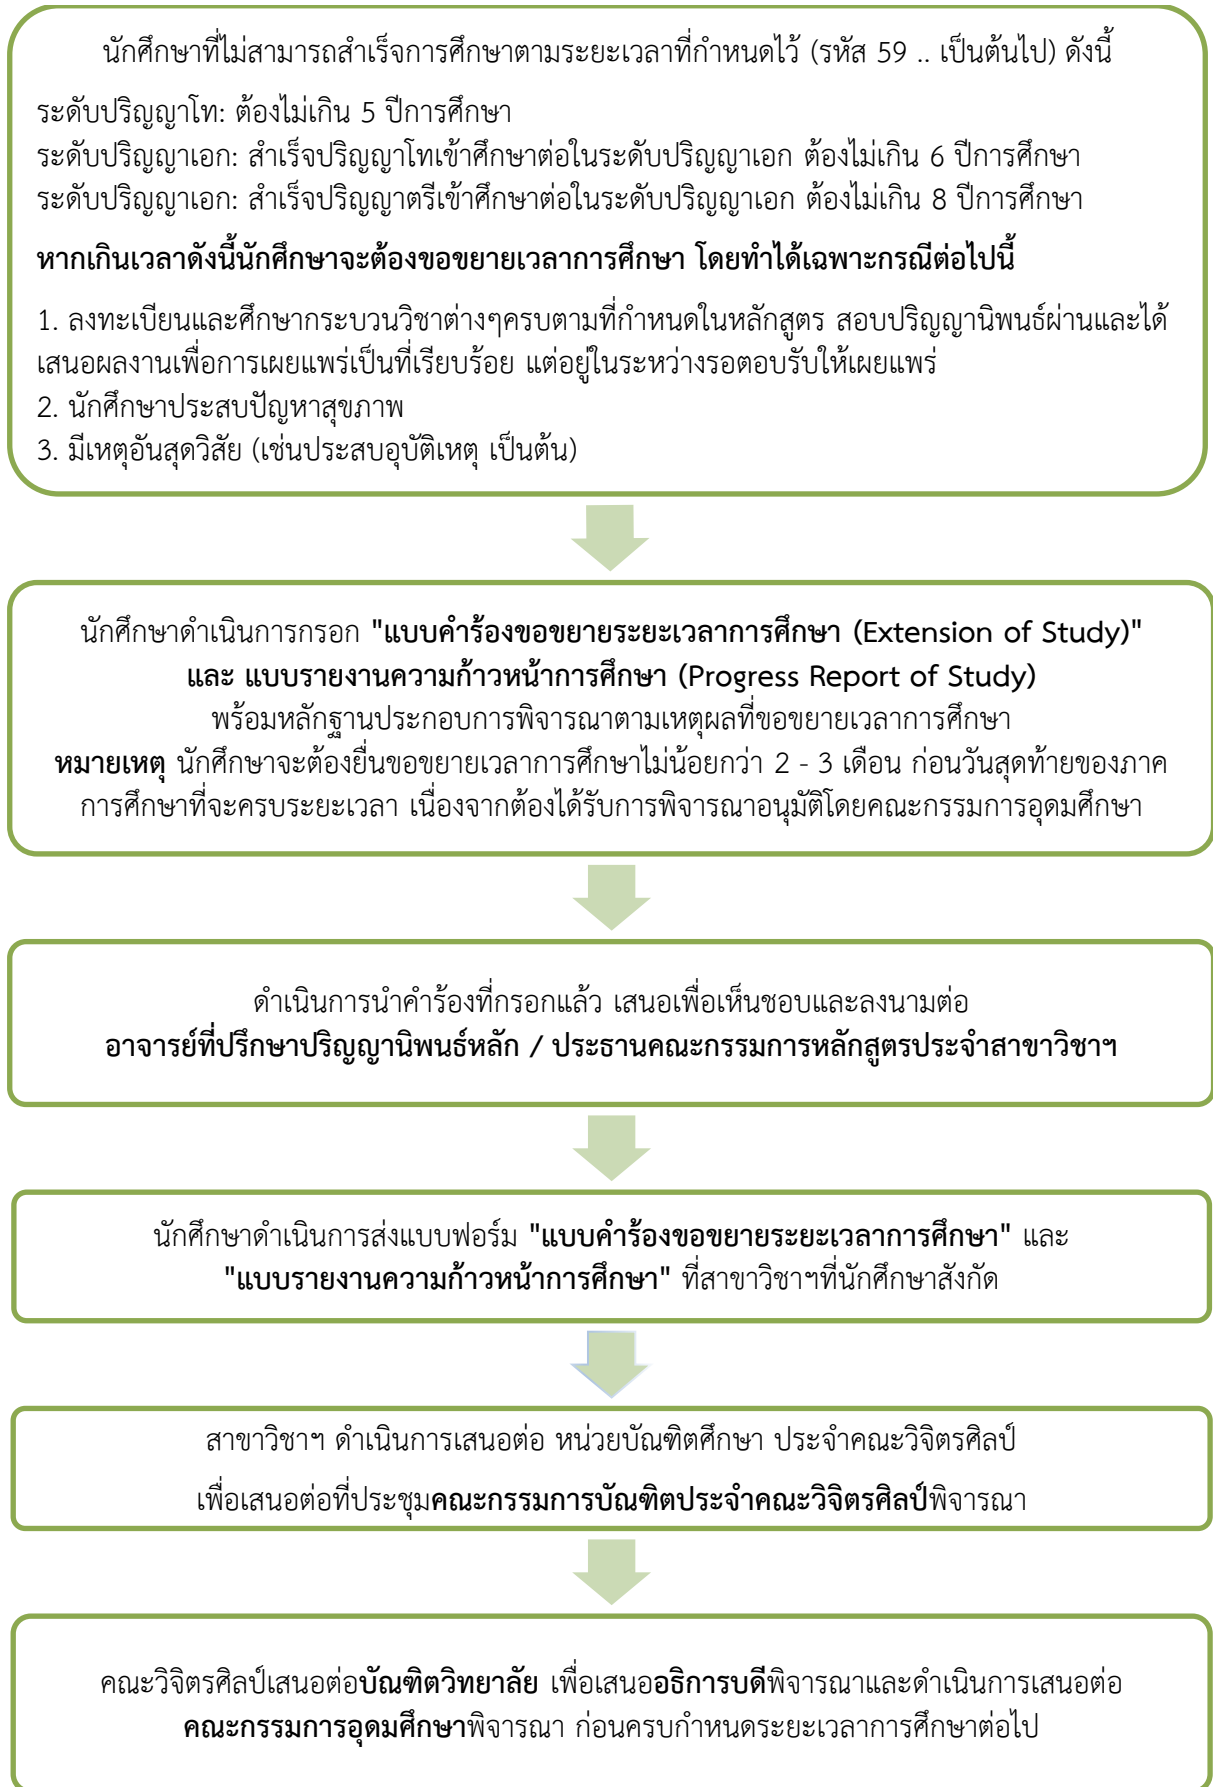 นักศึกษาที่ไม่สามารถสำเร็จการศึกษาตามระยะเวลาที่กำหนดไว้ (รหัส 59 .. เป็นต้นไป) ดังนี้
ระดับปริญญาโท: ต้องไม่เกิน 5 ปีการศึกษา
ระดับปริญญาเอก: สำเร็จปริญญาโทเข้าศึกษาต่อในระดับปริญญาเอก ต้องไม่เกิน 6 ปีการศึกษา
ระดับปริญญาเอก: สำเร็จปริญญาตรีเข้าศึกษาต่อในระดับปริญญาเอก ต้องไม่เกิน 8 ปีการศึกษา
หากเกินเวลาดังนี้นักศึกษาจะต้องขอขยายเวลาการศึกษา โดยทำได้เฉพาะกรณีต่อไปนี้
1. ลงทะเบียนและศึกษากระบวนวิชาต่างๆครบตามที่กำหนดในหลักสูตร สอบปริญญานิพนธ์ผ่านและได้
เสนอผลงานเพื่อการเผยแพร่เป็นที่เรียบร้อย แต่อยู่ในระหว่างรอตอบรับให้เผยแพร่
2. นักศึกษาประสบปัญหาสุขภาพ
3. มีเหตุอันสุดวิสัย (เช่นประสบอุบัติเหตุ เป็นต้น)
นักศึกษาดำเนินการกรอก "แบบคำร้องขอขยายระยะเวลาการศึกษา (Extension of Study)"
และ แบบรายงานความก้าวหน้าการศึกษา (Progress Report of Study)
พร้อมหลักฐานประกอบการพิจารณาตามเหตุผลที่ขอขยายเวลาการศึกษา
หมายเหตุ นักศึกษาจะต้องยื่นขอขยายเวลาการศึกษาไม่น้อยกว่า 2 - 3 เดือน ก่อนวันสุดท้ายของภาค
การศึกษาที่จะครบระยะเวลา เนื่องจากต้องได้รับการพิจารณาอนุมัติโดยคณะกรรมการอุดมศึกษา
ดำเนินการนำคำร้องที่กรอกแล้ว เสนอเพื่อเห็นชอบและลงนามต่อ
อาจารย์ที่ปรึกษาปริญญานิพนธ์หลัก / ประธานคณะกรรมการหลักสูตรประจำสาขาวิชาฯ
นักศึกษาดำเนินการส่งแบบฟอร์ม "แบบคำร้องขอขยายระยะเวลาการศึกษา" และ
"แบบรายงานความก้าวหน้าการศึกษา" ที่สาขาวิชาฯที่นักศึกษาสังกัด
สาขาวิชาฯ ดำเนินการเสนอต่อ หน่วยบัณฑิตศึกษา ประจำคณะวิจิตรศิลป์
เพื่อเสนอต่อที่ประชุมคณะกรรมการบัณฑิตประจำคณะวิจิตรศิลป์พิจารณา
คณะวิจิตรศิลป์เสนอต่อบัณฑิตวิทยาลัย เพื่อเสนออธิการบดีพิจารณาและดำเนินการเสนอต่อ
คณะกรรมการอุดมศึกษาพิจารณา ก่อนครบกำหนดระยะเวลาการศึกษาต่อไป